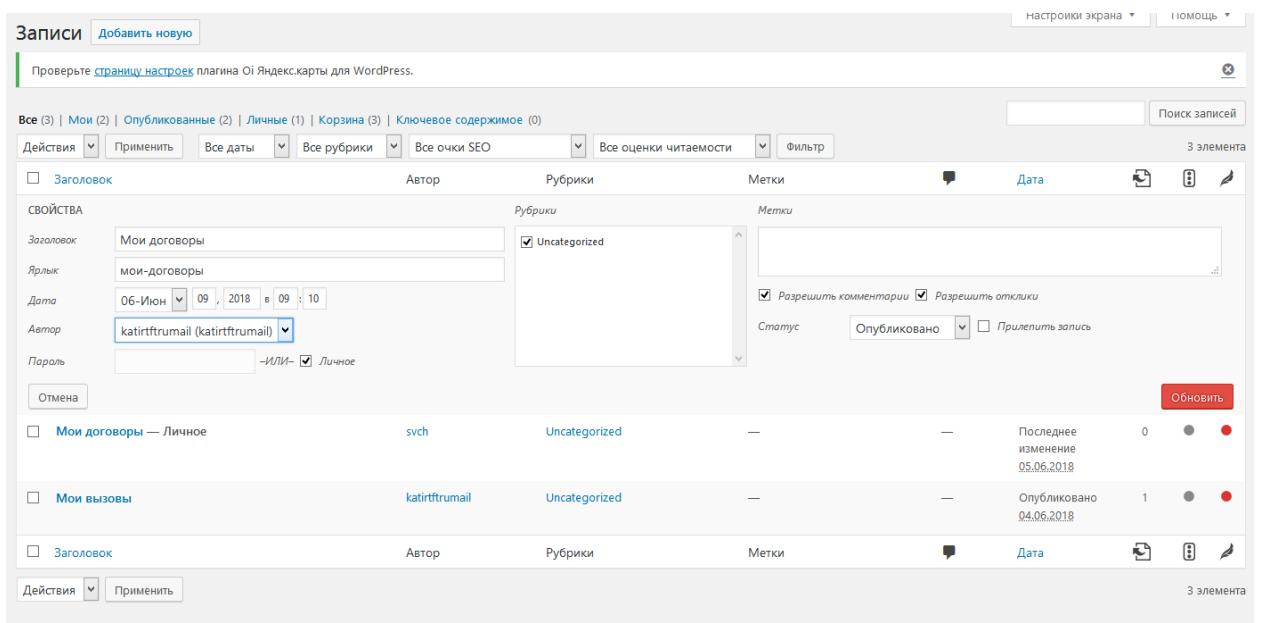 Настройки экрана Помощь
Записи Добавить новую
Проверьте страницу настроек плагина Oi Яндекс.карты для WordPress.
Все (3) | Мои (2) | Опубликованные (2) | Личные (1) | Корзина (3) | Ключевое содержимое (0)
Поиск записей
Действия Применить Все даты Все рубрики Все очки SEO Все оценки читаемости Фильтр 3 элемента
Заголовок Автор Рубрики Метки Дата
СВОЙСТВА Рубрики Метки
Заголовок Мои договоры Uncategorized
Ярлык мои-договоры
Дата 06-Июн 09 , 2018 в 09 : 10 Разрешить комментарии Разрешить отклики
Автор katirtftrumail (katirtftrumail) Статус Опубликовано Прилепить запись
Пароль –ИЛИ– Личное
Отмена Обновить
Мои договоры — Личное svch Uncategorized — — Последнее 0
изменение
05.06.2018
Мои вызовы katirtftrumail Uncategorized — — Опубликовано 1
04.06.2018
Заголовок Автор Рубрики Метки Дата
Действия Применить 3 элемента